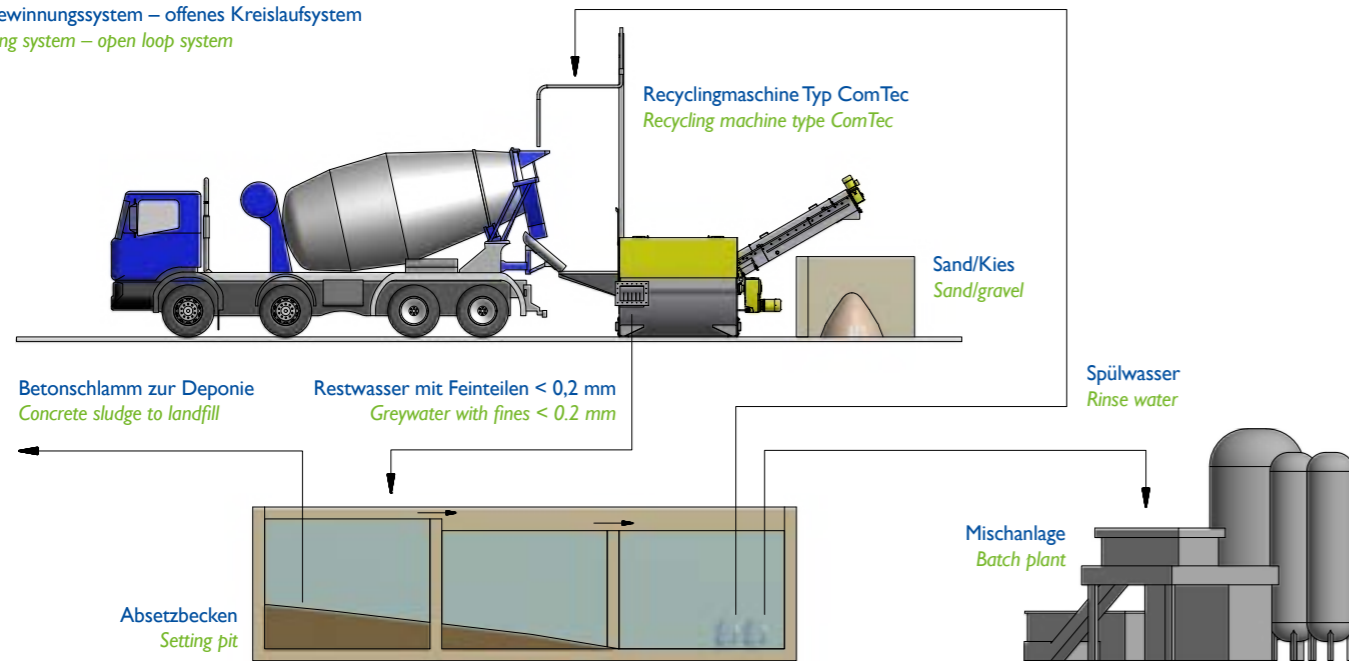 ewinnungssystem – offenes Kreislaufsystem
ng system – open loop system
Recyclingmaschine Typ ComTec
Recycling machine type ComTec
Sand/Kies
Sand/gravel
Betonschlamm zur Deponie
Concrete sludge to landfill
Restwasser mit Feinteilen < 0,2 mm
Greywater with fines < 0.2 mm
Spülwasser
Rinse water
Mischanlage
Batch plant
Absetzbecken
Setting pit